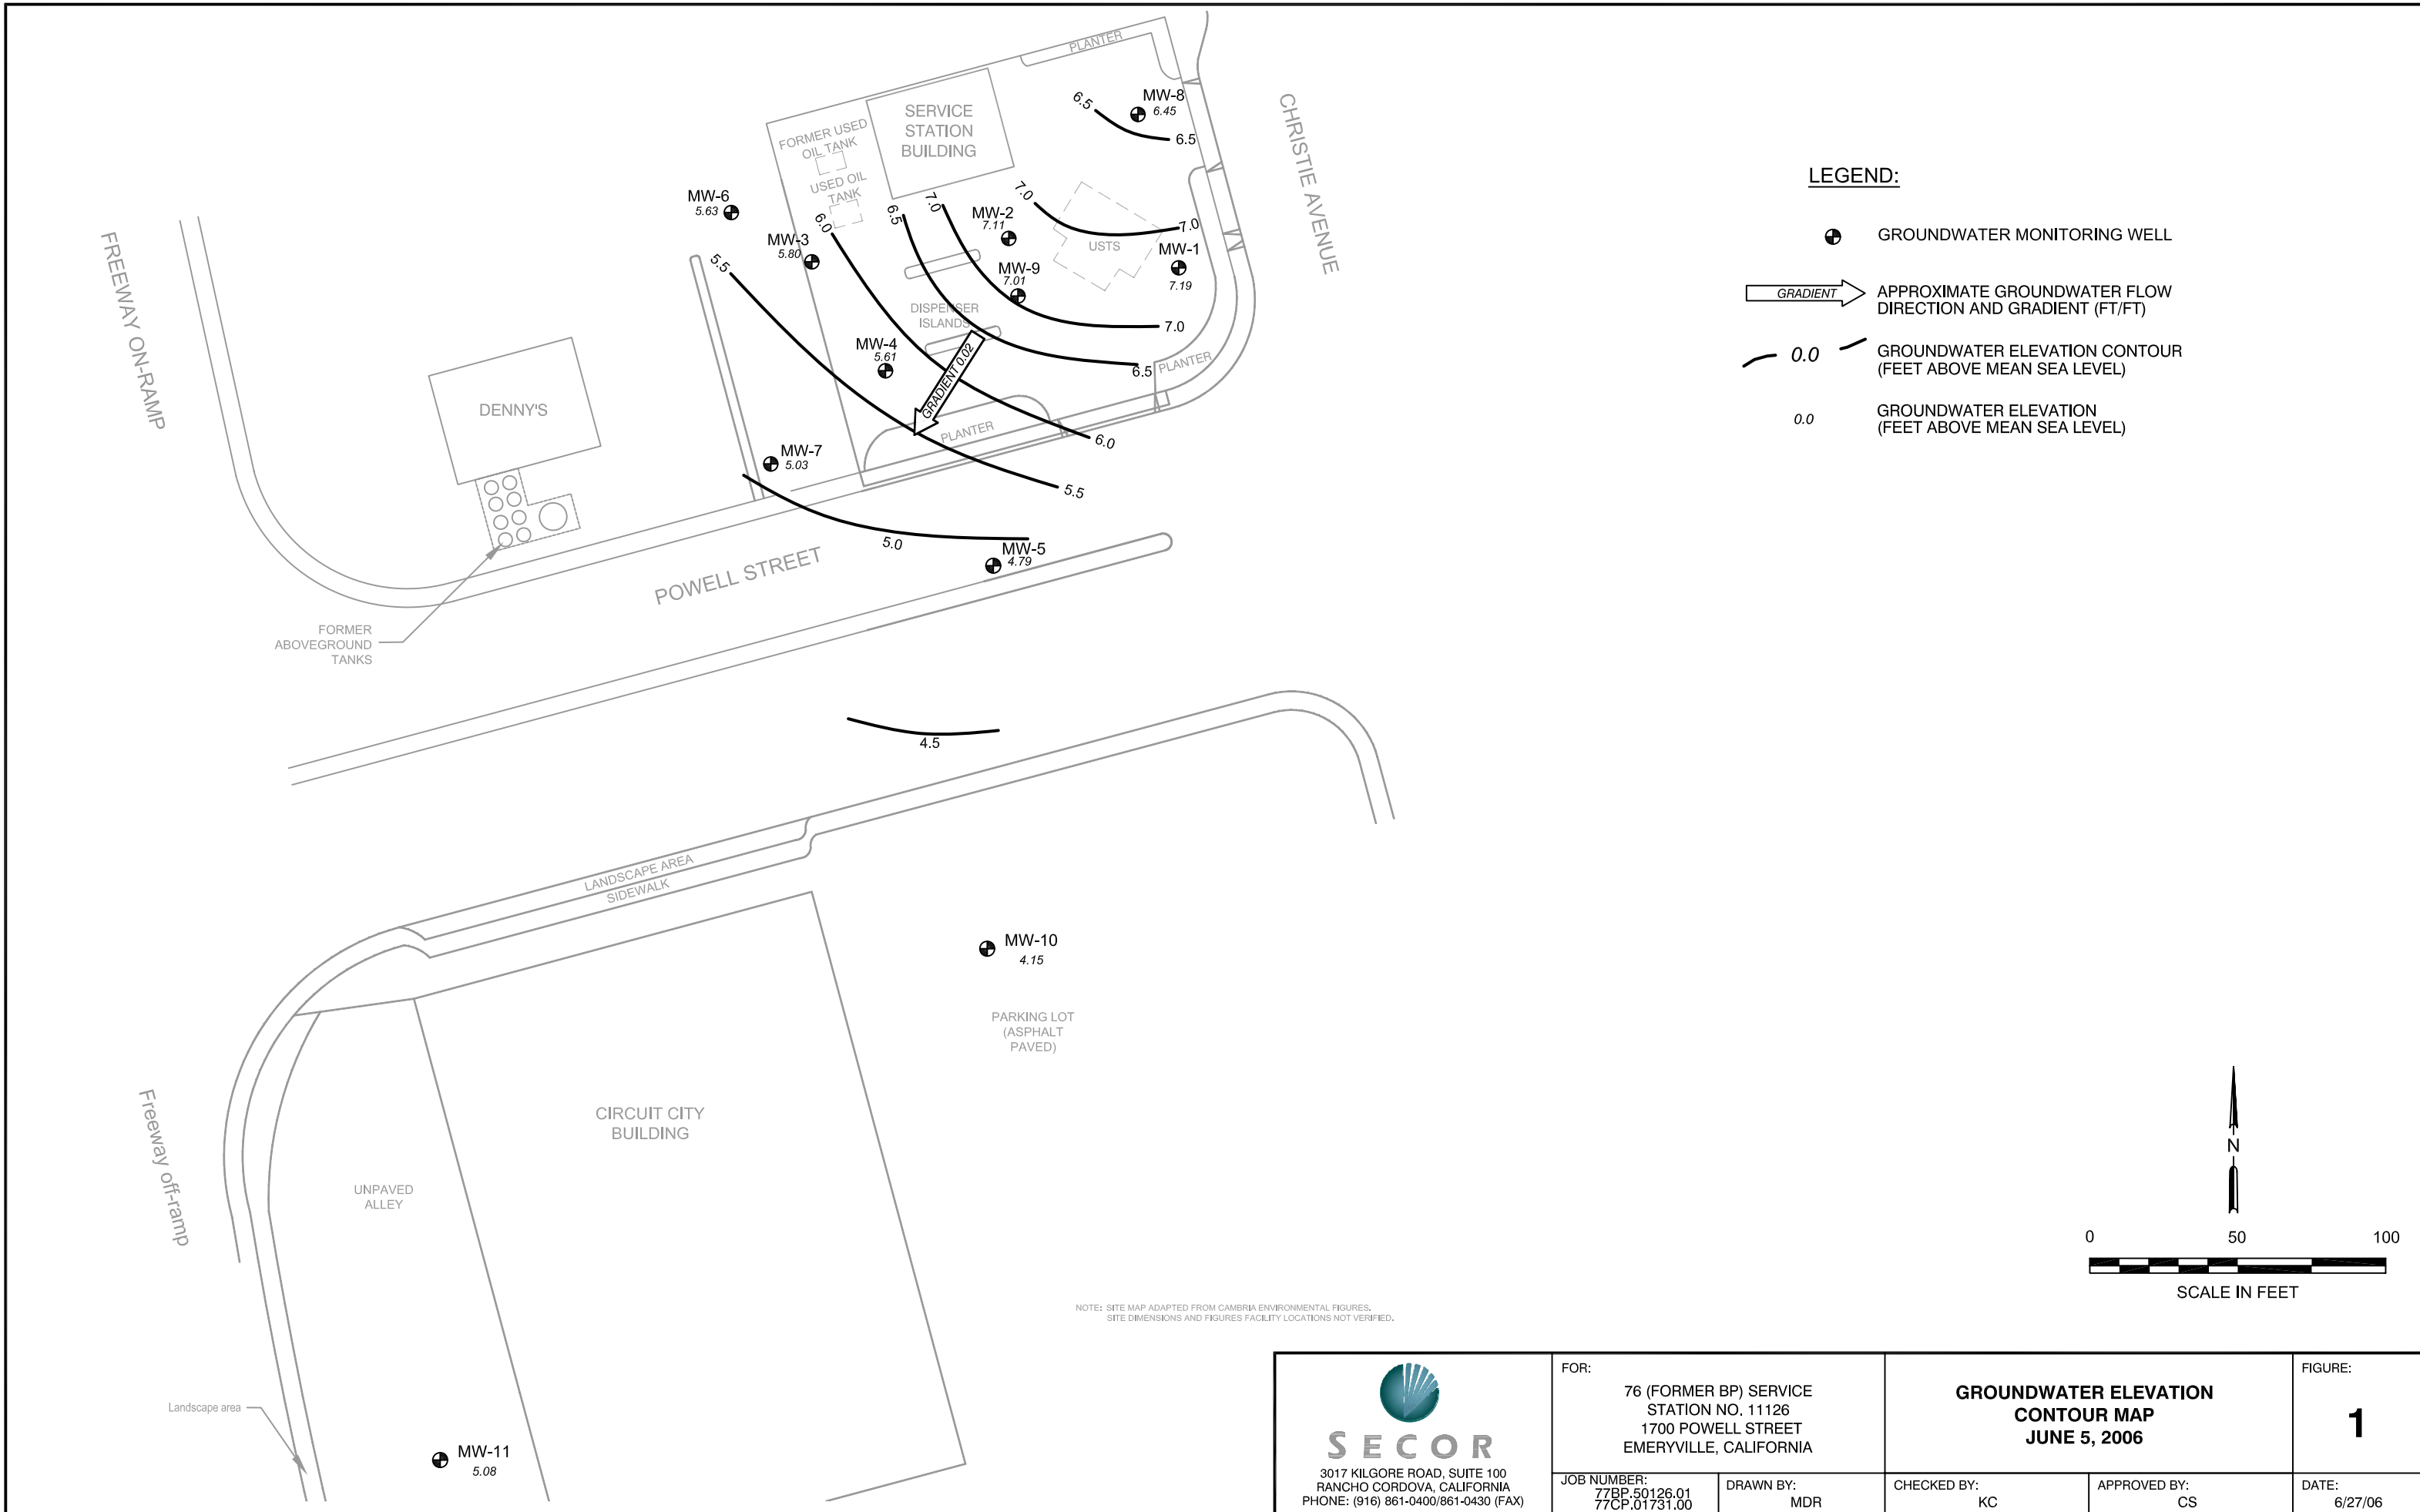 PLANTER
MW-8
6.45
6.5
6.5
CHRISTIE AVENUE
SERVICE
STATION
BUILDING
FORMER USED
OIL TANK
USED OIL
TANK
MW-6
5.63
MW-3
5.80
6.0
6.5
7.0
MW-2
7.11
7.0
7.0
USTS
MW-1
7.19
MW-9
7.01
5.5
DISPENSER
ISLANDS
7.0
MW-4
5.61
GRADIENT 0.02
6.5
PLANTER
PLANTER
6.0
FREEWAY ON-RAMP
DENNY'S
MW-7
5.03
5.5
5.0
MW-5
4.79
POWELL STREET
FORMER
ABOVEGROUND
TANKS
4.5
LANDSCAPE AREA
SIDEWALK
MW-10
4.15
PARKING LOT
(ASPHALT
PAVED)
CIRCUIT CITY
BUILDING
UNPAVED
ALLEY
Freeway off-ramp
Landscape area
MW-11
5.08
LEGEND:
GROUNDWATER MONITORING WELL
GRADIENT
APPROXIMATE GROUNDWATER FLOW
DIRECTION AND GRADIENT (FT/FT)
0.0
GROUNDWATER ELEVATION CONTOUR
(FEET ABOVE MEAN SEA LEVEL)
0.0
GROUNDWATER ELEVATION
(FEET ABOVE MEAN SEA LEVEL)
N
0 50 100
SCALE IN FEET
NOTE: SITE MAP ADAPTED FROM CAMBRIA ENVIRONMENTAL FIGURES.
SITE DIMENSIONS AND FIGURES FACILITY LOCATIONS NOT VERIFIED.
SECOR
3017 KILGORE ROAD, SUITE 100
RANCHO CORDOVA, CALIFORNIA
PHONE: (916) 861-0400/861-0430 (FAX)
FOR:
76 (FORMER BP) SERVICE
STATION NO. 11126
1700 POWELL STREET
EMERYVILLE, CALIFORNIA
GROUNDWATER ELEVATION
CONTOUR MAP
JUNE 5, 2006
FIGURE:
1
JOB NUMBER:
77BP.50126.01
77CP.01731.00
DRAWN BY:
MDR
CHECKED BY:
KC
APPROVED BY:
CS
DATE:
6/27/06